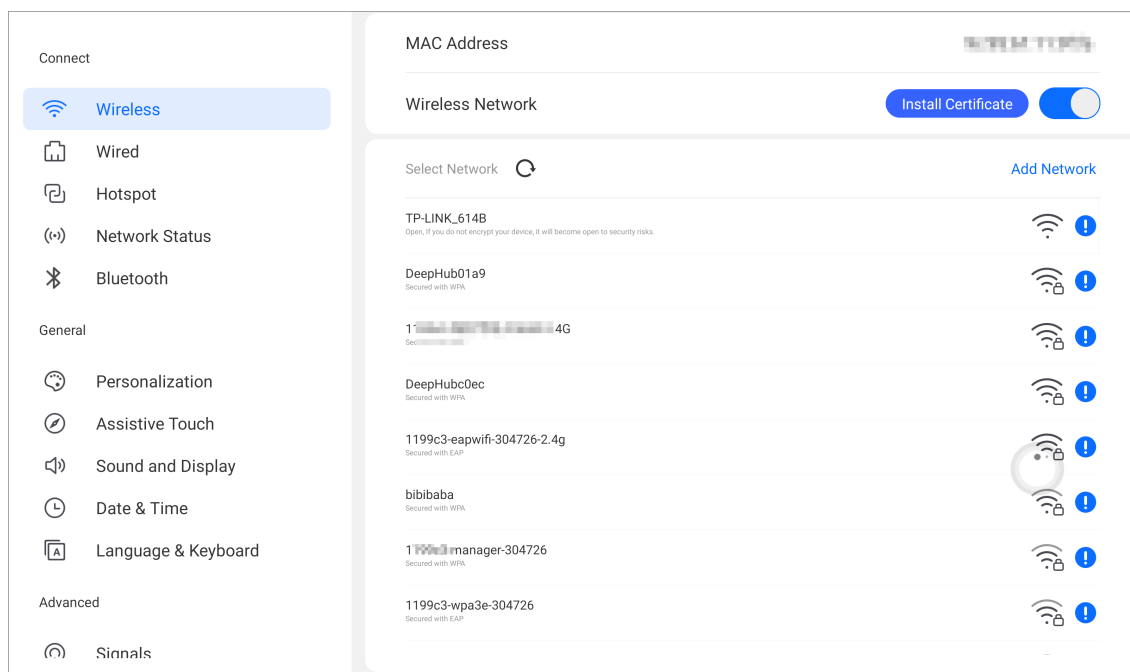 Connect
Wireless
Wired
Hotspot
Network Status
Bluetooth
General
Personalization
Assistive Touch
Sound and Display
Date & Time
Language & Keyboard
Advanced
Signals
MAC Address
Wireless Network
Install Certificate
Select Network
Add Network
TP-LINK_614B
Open, If you do not encrypt your device, it will become open to security risks.
DeepHub01a9
Secured with WPA
11 4G
DeepHubc0ec
Secured with WPA
1199c3-eapwifi-304726-2.4g
Secured with EAP
bibibaba
Secured with WPA
manager-304726
Secured with WPA
1199c3-wpa3e-304726
Secured with EAP